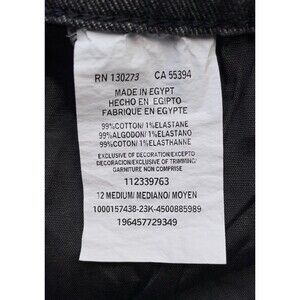 RN 130273 CA 55394
MADE IN EGYPT
HECHO EN EGIPTO
FABRIQUE EN EGYPTE
99%COTTON/1%ELASTANE
99%ALGODON/1%ELASTANO
99%COTON/1%ELASTHANNE
EXCLUSIVE OF DECORATION/EXCEPTO
DECORACION/EXCLUSIVE OF TRIMMING/
GARNITURE NON COMPRISE
112339763
12 MEDIUM/MEDIANO/MOYEN
1000157438-23K-4500885989
196457729349